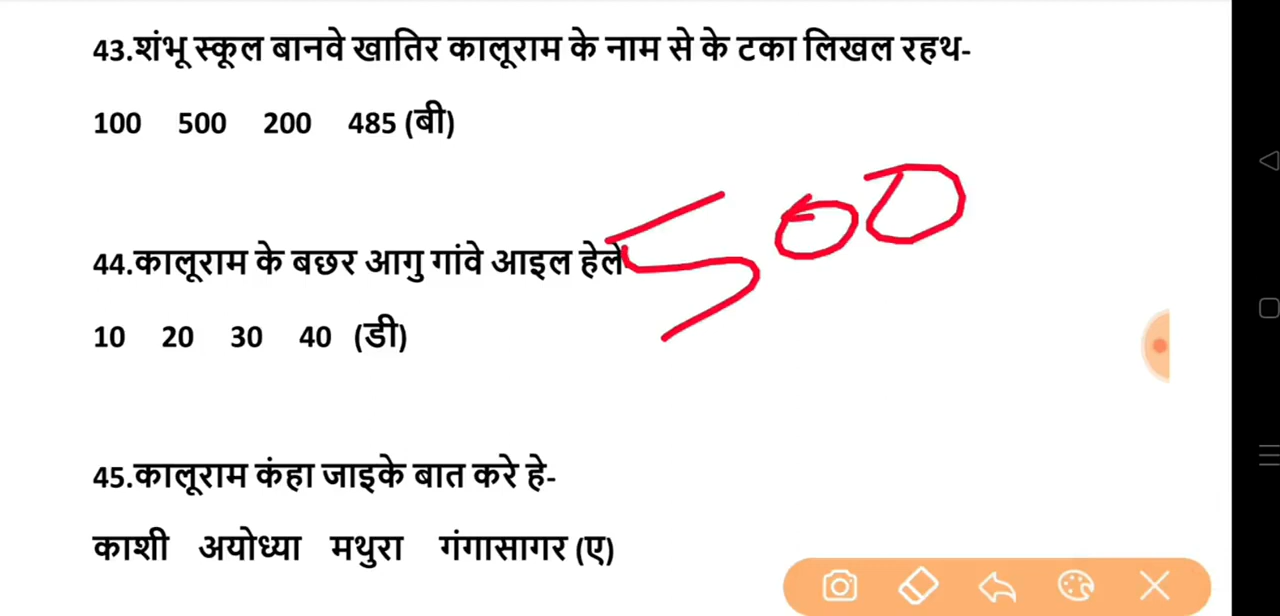 43.शंभू स्कूल बानवे खातिर कालूराम के नाम से के टका लिखल रहथ-
100 500 200 485 (बी)
500
44.कालूराम के बछर आगु गांवे आइल हेले
10 20 30 40 (डी)
45.कालूराम कंहा जाइके बात करे हे-
काशी अयोध्या मथुरा गंगासागर (ए)